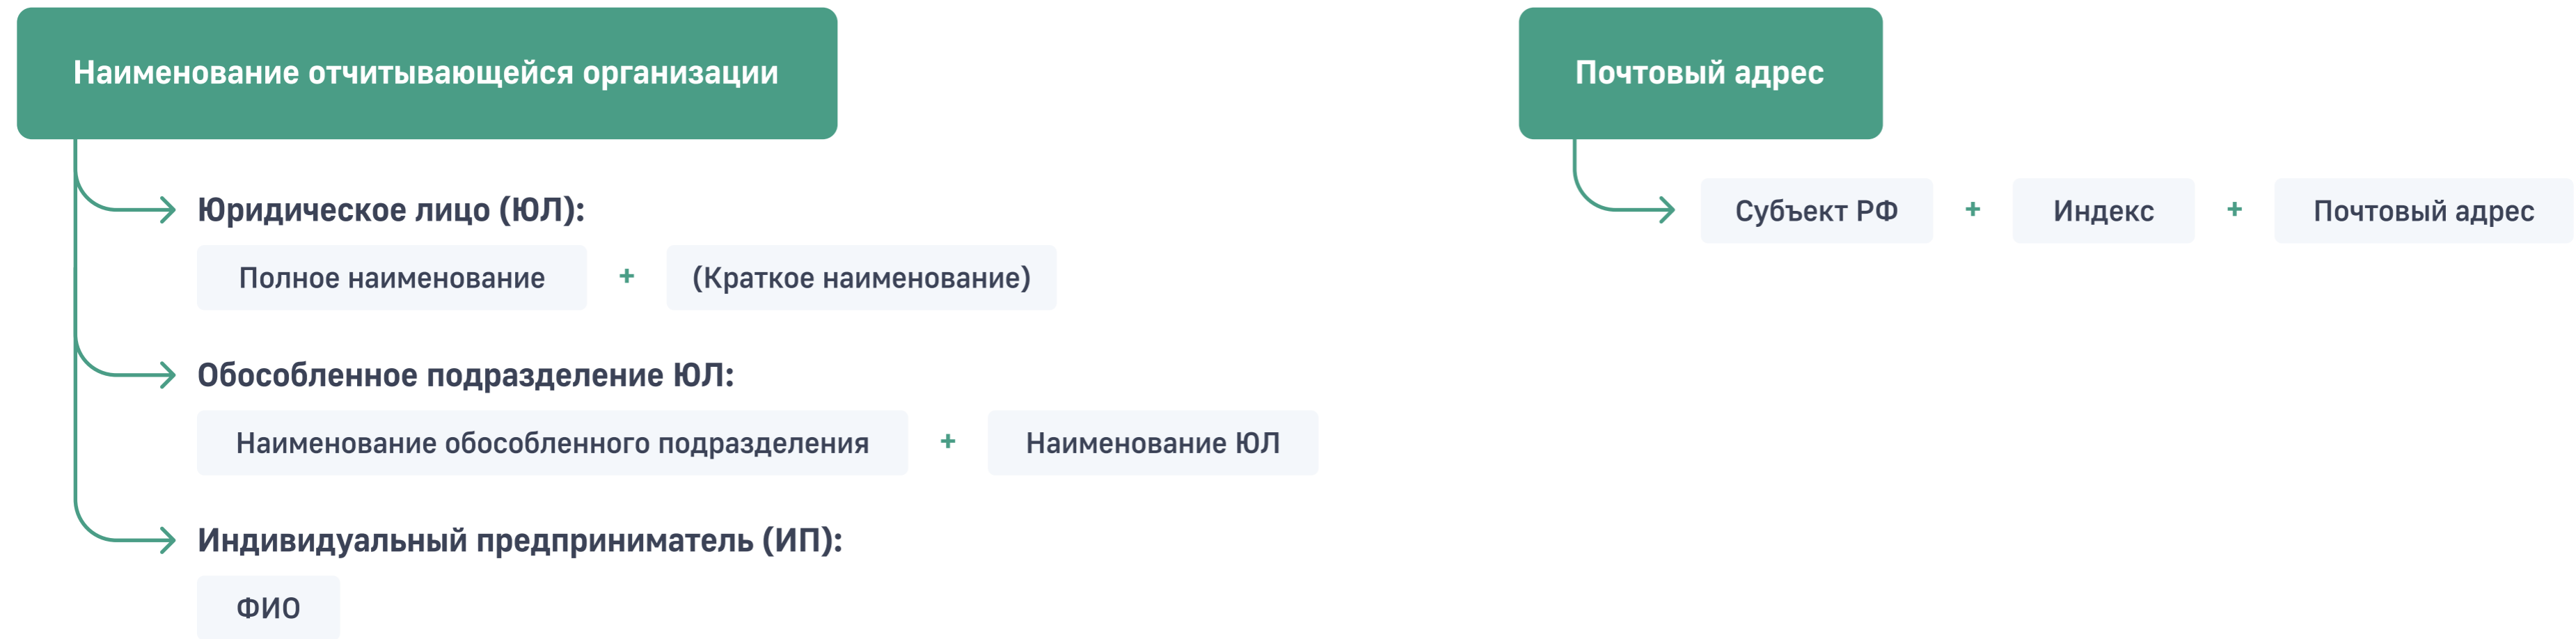 Наименование отчитывающейся организации
Юридическое лицо (ЮЛ):
Полное наименование + (Краткое наименование)
Обособленное подразделение ЮЛ:
Наименование обособленного подразделения + Наименование ЮЛ
Индивидуальный предприниматель (ИП):
ФИО
Почтовый адрес
Субъект РФ + Индекс + Почтовый адрес